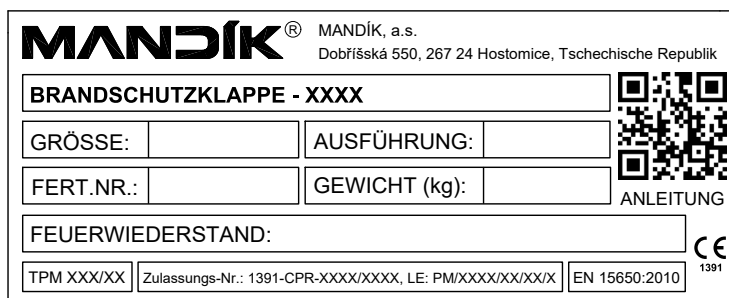 MANDÍK® MANDÍK, a.s.
Dobříšská 550, 267 24 Hostomice, Tschechische Republik
BRANDSCHUTZKLAPPE - XXXX
GRÖSSE: AUSFÜHRUNG:
FERT.NR.: GEWICHT (kg):
ANLEITUNG
FEUERWIEDERSTAND:
CE
1391
TPM XXX/XX Zulassungs-Nr.: 1391-CPR-XXXX/XXXX, LE: PM/XXXX/XX/XX/X EN 15650:2010